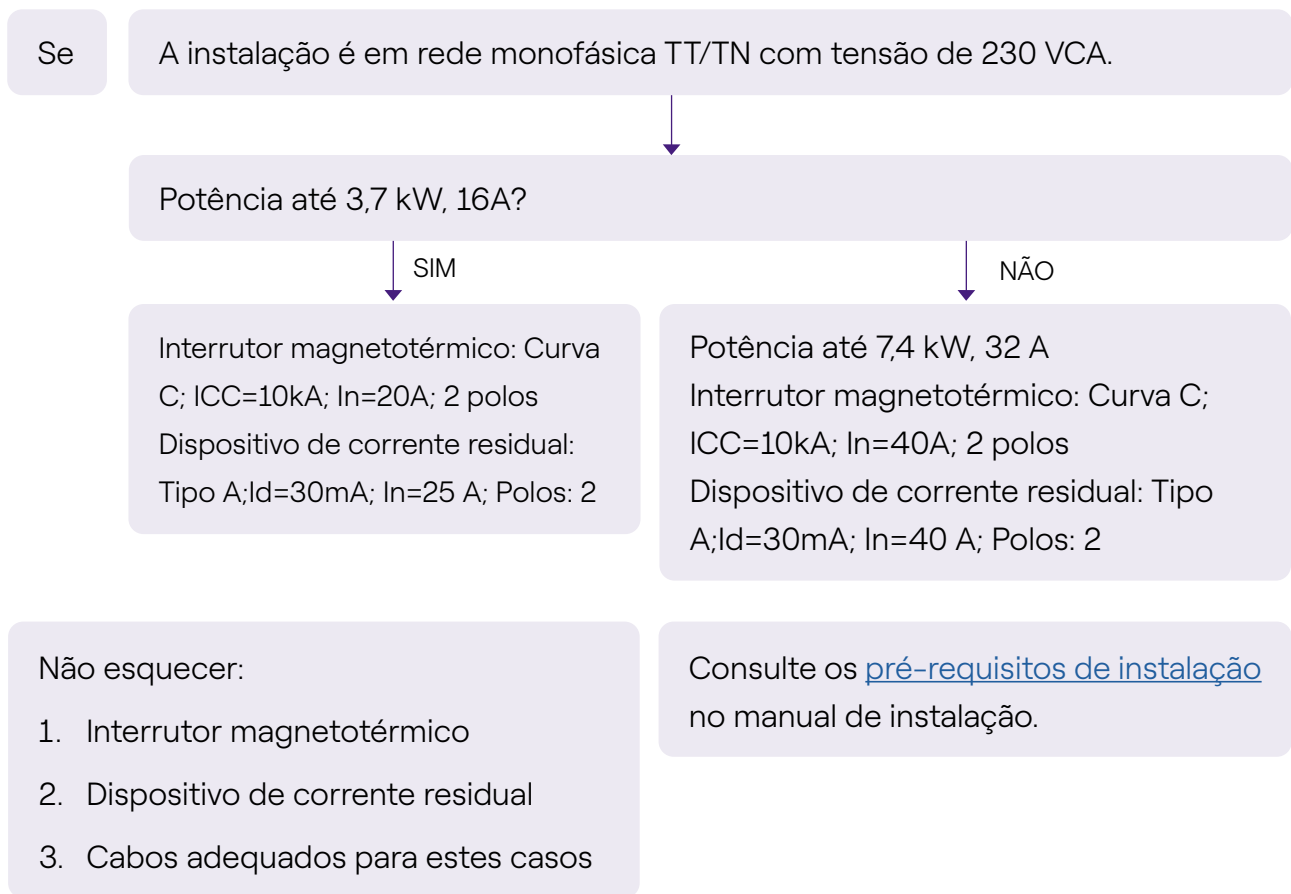 Se
A instalação é em rede monofásica TT/TN com tensão de 230 VCA.
Potência até 3,7 kW, 16A?
SIM
NÃO
Interrutor magnetotérmico: Curva
C; ICC=10kA; In=20A; 2 polos
Dispositivo de corrente residual:
Tipo A;Id=30mA; In=25 A; Polos: 2
Potência até 7,4 kW, 32 A
Interrutor magnetotérmico: Curva C;
ICC=10kA; In=40A; 2 polos
Dispositivo de corrente residual: Tipo
A;Id=30mA; In=40 A; Polos: 2
Não esquecer:
1. Interrutor magnetotérmico
2. Dispositivo de corrente residual
3. Cabos adequados para estes casos
Consulte os pré-requisitos de instalação
no manual de instalação.